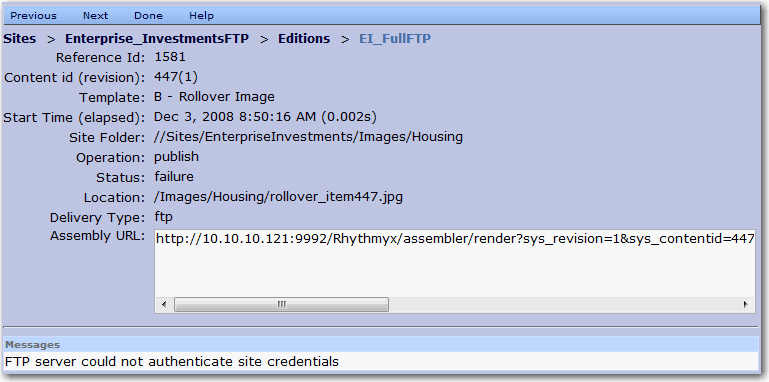 Previous Next Done Help
Sites > Enterprise_InvestmentsFTP > Editions > EI_FullFTP
Reference Id: 1581
Content id (revision): 447(1)
Template: B - Rollover Image
Start Time (elapsed): Dec 3, 2008 8:50:16 AM (0.002s)
Site Folder: //Sites/EnterpriseInvestments/Images/Housing
Operation: publish
Status: failure
Location: /Images/Housing/rollover_item447.jpg
Delivery Type: ftp
Assembly URL: http://10.10.10.121:9992/Rhythmyx/assembler/render?sys_revision=1&sys_contentid=447
Messages
FTP server could not authenticate site credentials